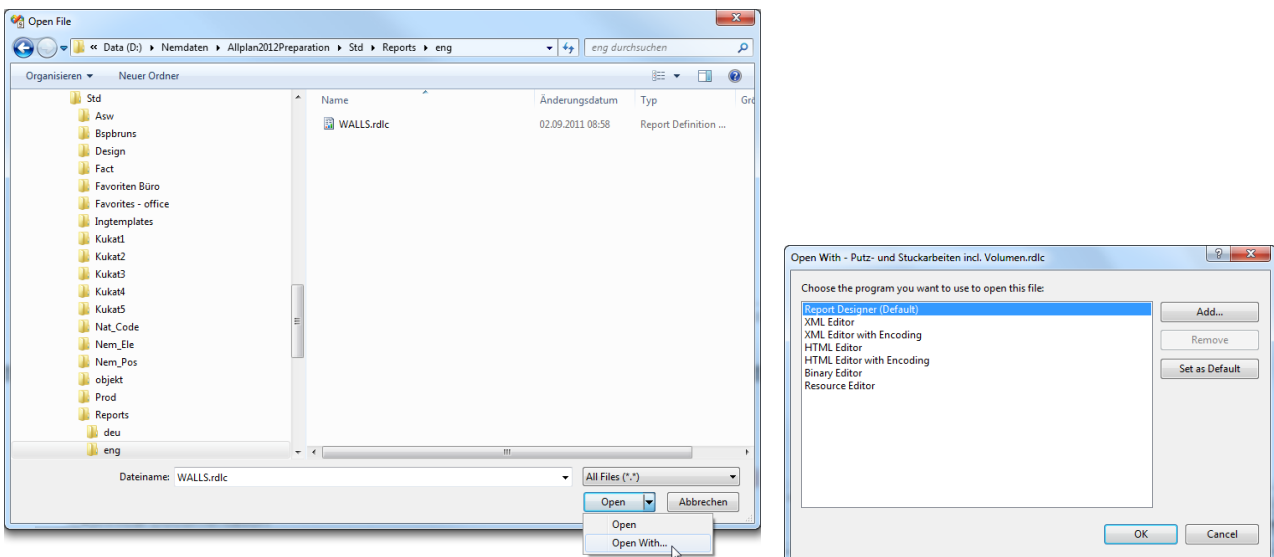 Open File
« Data (D:) ▸ Nemdaten ▸ Allplan2012Preparation ▸ Std ▸ Reports ▸ eng
eng durchsuchen
Organisieren
Neuer Ordner
Std
Asw
Bspbruns
Design
Fact
Favoriten Büro
Favorites - office
Ingtemplates
Kukat1
Kukat2
Kukat3
Kukat4
Kukat5
Nat_Code
Nem_Ele
Nem_Pos
objekt
Prod
Reports
deu
eng
Name Änderungsdatum Typ Grö
WALLS.rdlc 02.09.2011 08:58 Report Definition ...
Dateiname: WALLS.rdlc
All Files (*.*)
Open
Abbrechen
Open
Open With...
Open With - Putz- und Stuckarbeiten incl. Volumen.rdlc
Choose the program you want to use to open this file:
Report Designer (Default)
XML Editor
XML Editor with Encoding
HTML Editor
HTML Editor with Encoding
Binary Editor
Resource Editor
Add...
Remove
Set as Default
OK
Cancel